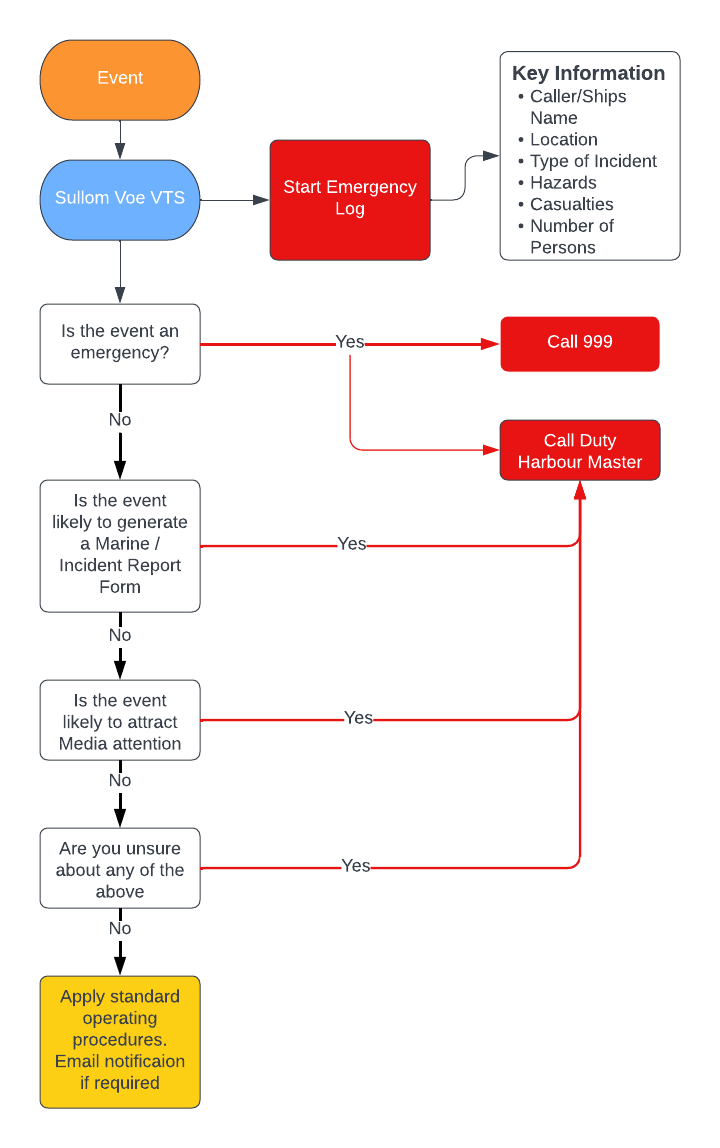 Event
Key Information
• Caller/Ships
Name
• Location
• Type of Incident
• Hazards
• Casualties
• Number of
Persons
Sullom Voe VTS
Start Emergency
Log
Is the event an
emergency?
Yes
Call 999
No
Call Duty
Harbour Master
Is the event
likely to generate
a Marine /
Incident Report
Form
Yes
No
Is the event
likely to attract
Media attention
Yes
No
Are you unsure
about any of the
above
Yes
No
Apply standard
operating
procedures.
Email notificaion
if required